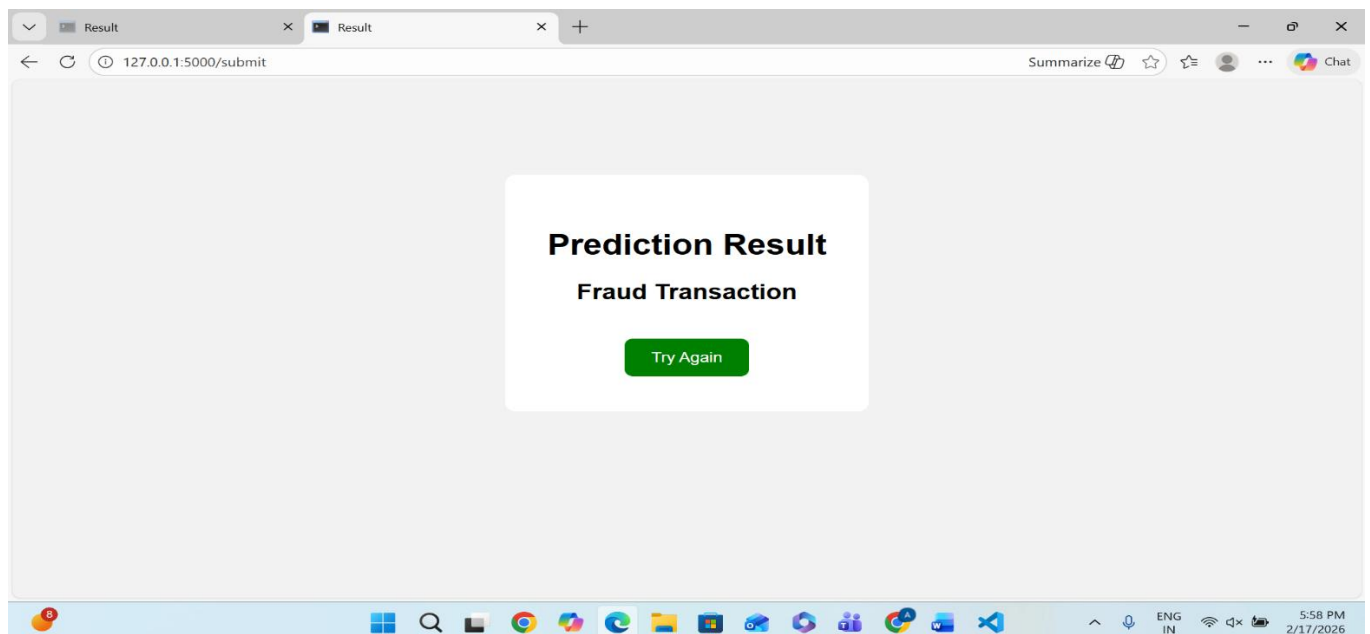 Result
Result
127.0.0.1:5000/submit
Summarize
Chat
Prediction Result
Fraud Transaction
Try Again
8
ENG
IN
5:58 PM
2/17/2026